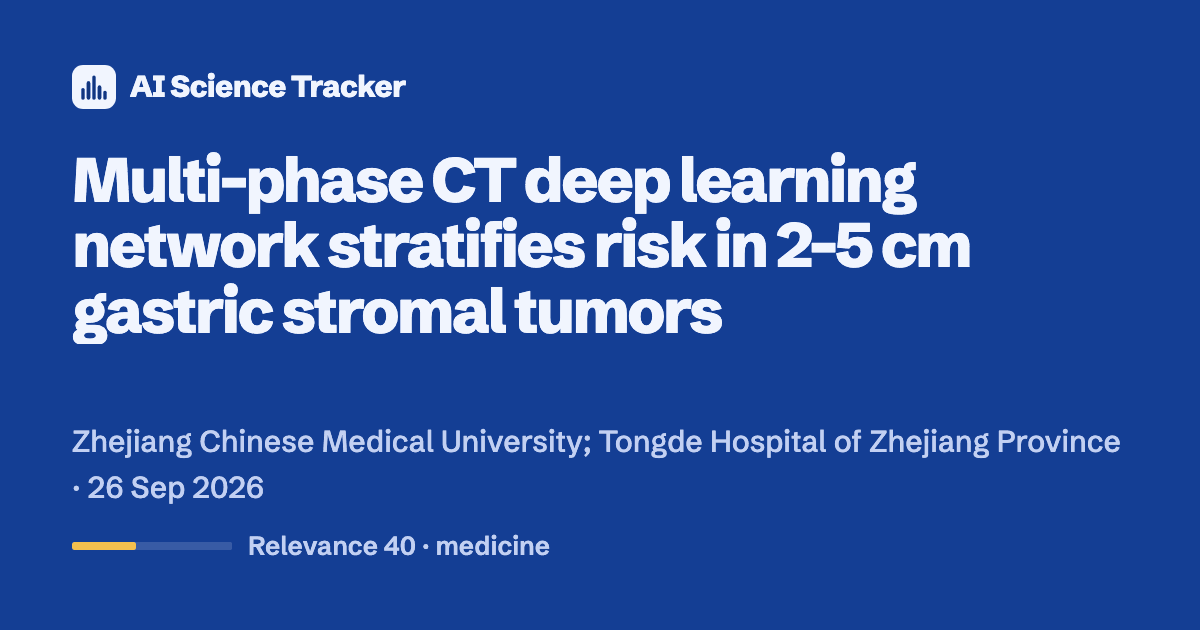 AI Science Tracker
Multi-phase CT deep learning
network stratifies risk in 2-5 cm
gastric stromal tumors
Zhejiang Chinese Medical University; Tongde Hospital of Zhejiang Province
· 26 Sep 2026
Relevance 40 · medicine